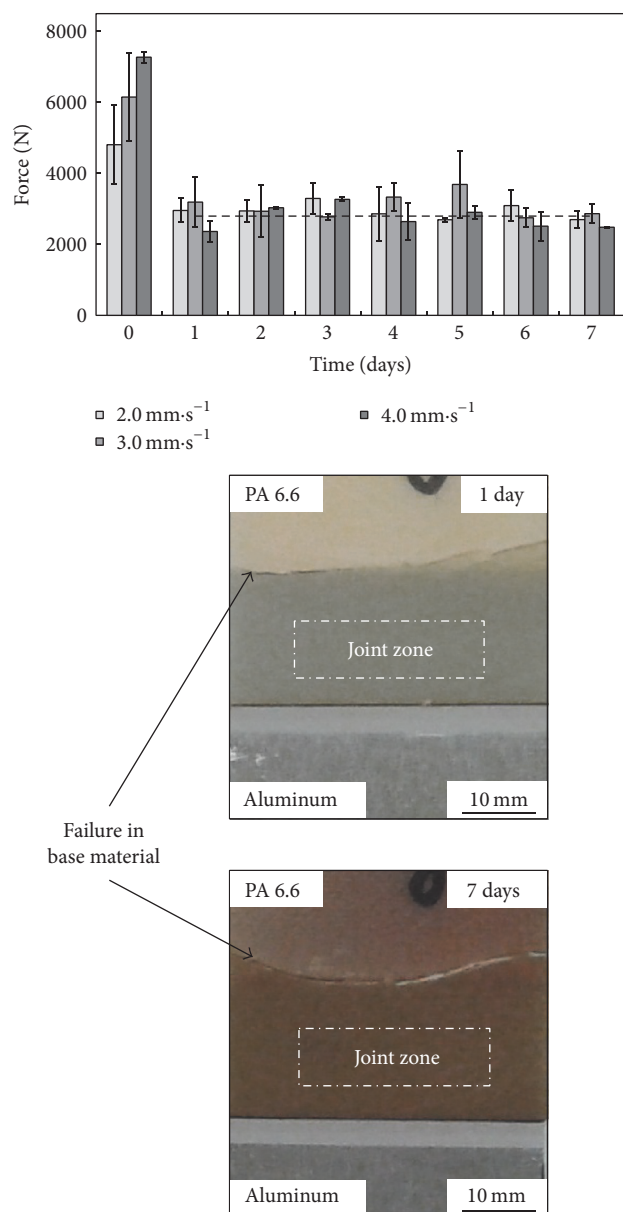 8000
6000
4000
2000
0
Force (N)
0 1 2 3 4 5 6 7
Time (days)
2.0 mm·s⁻¹
3.0 mm·s⁻¹
4.0 mm·s⁻¹
PA 6.6
1 day
Joint zone
Aluminum
10 mm
Failure in
base material
PA 6.6
7 days
Joint zone
Aluminum
10 mm